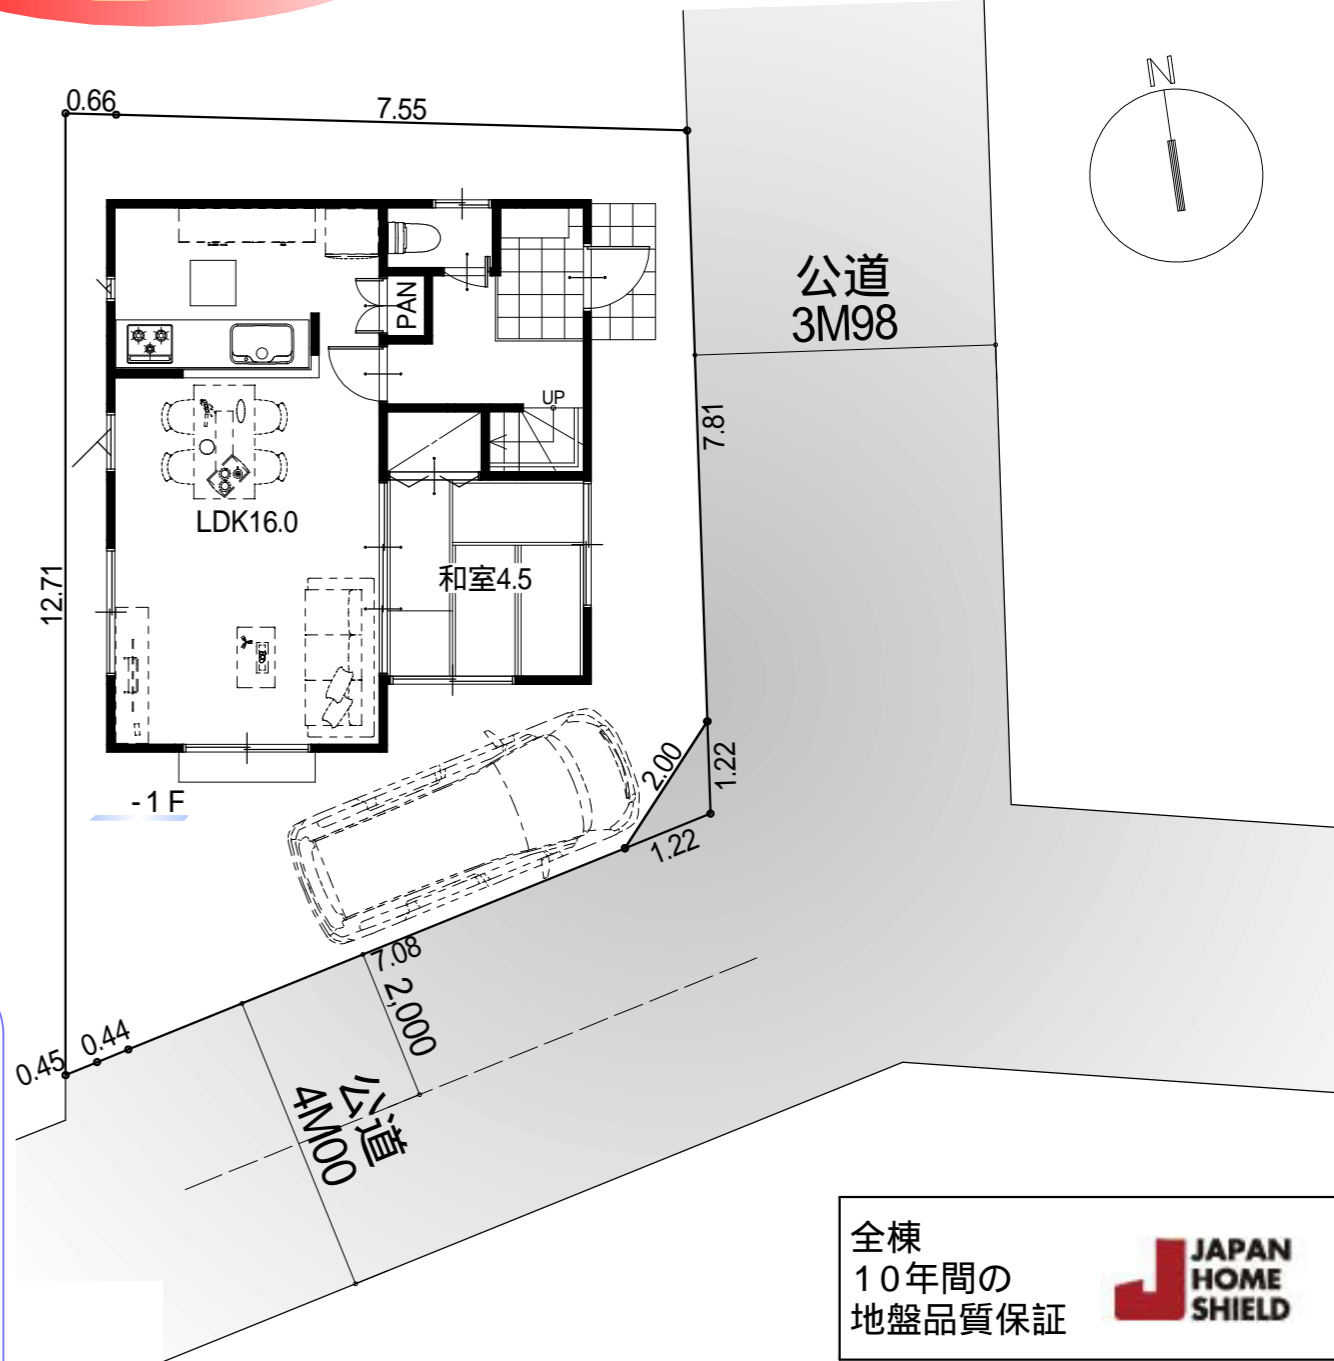 N
0.66
7.55
公道
3M98
PAN
UP
7.81
LDK16.0
和室4.5
12.71
2.00
1.22
1.22
-1F
7.08
2,000
0.44
0.45
公道
4M00
全棟
10年間の
地盤品質保証
JAPAN
HOME
SHIELD